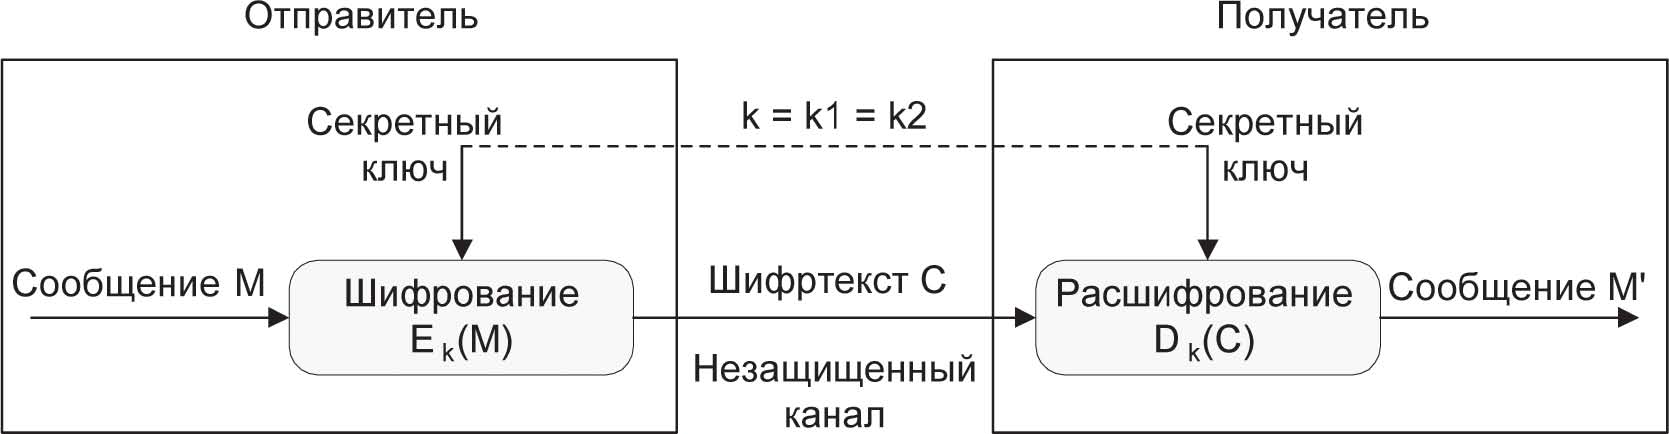 Отправитель
Получатель
Секретный
ключ
k = k1 = k2
Секретный
ключ
Сообщение М
Шифрование
E k(M)
Шифртекст С
Незащищенный
канал
Расшифрование
D k(C)
Сообщение М'